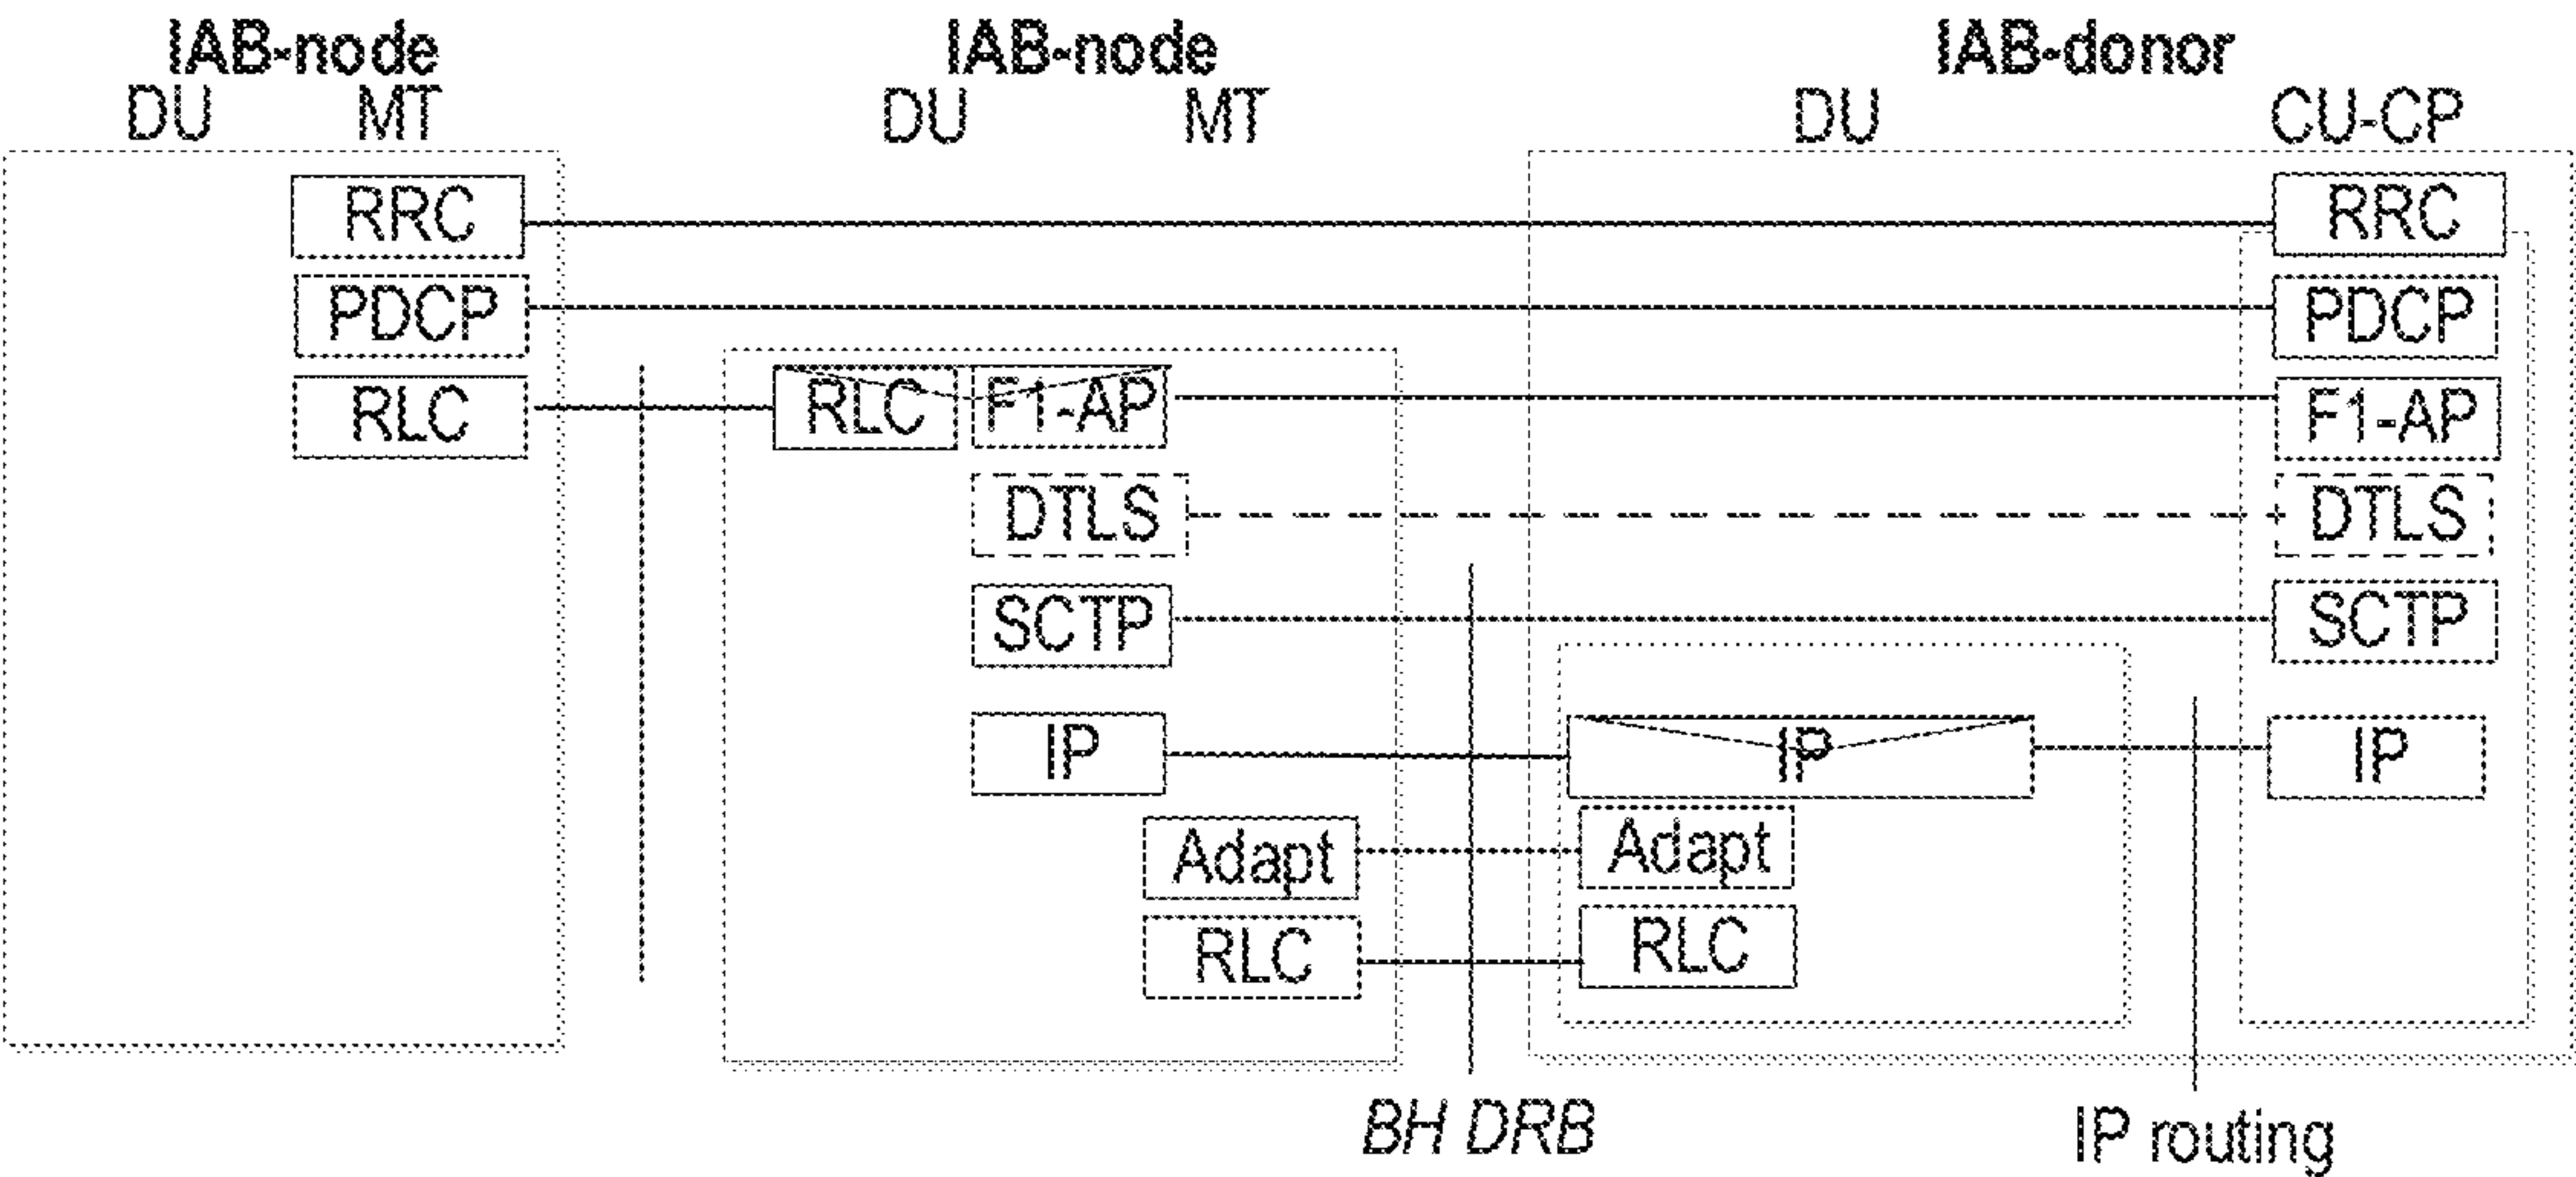 IAB-node IAB-node IAB-donor
DU MT DU MT DU CU-CP
RRC RRC
PDCP PDCP
RLC RLC F1-AP F1-AP
DTLS DTLS
SCTP SCTP
IP IP IP
Adapt Adapt
RLC RLC
BH DRB
IP routing